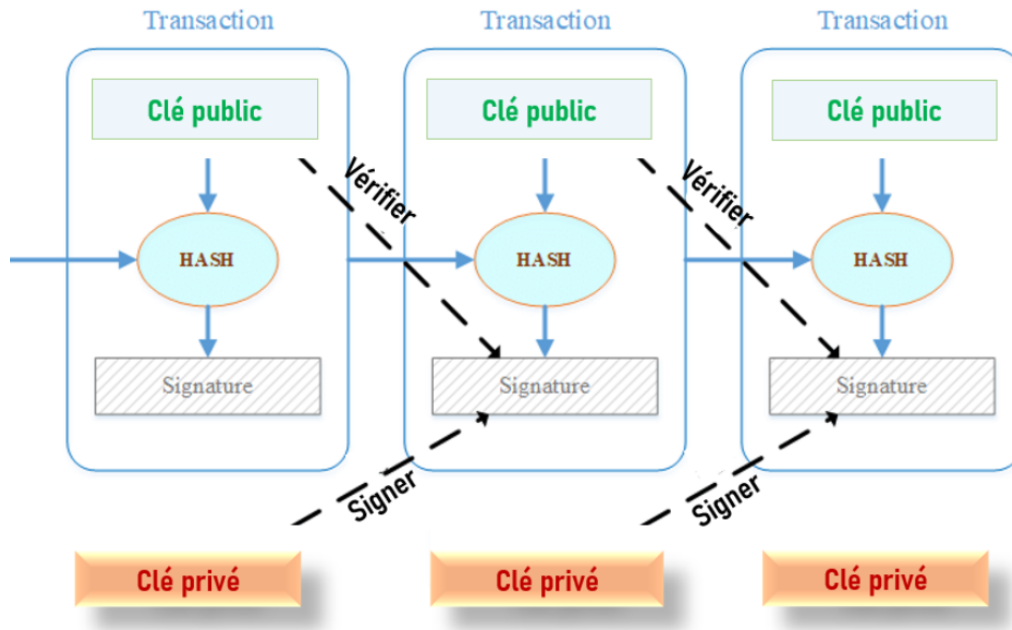 Transaction
Transaction
Transaction
Clé public
Clé public
Clé public
Vérifier
Vérifier
HASH
HASH
HASH
Signature
Signature
Signature
Signer
Signer
Clé privé
Clé privé
Clé privé